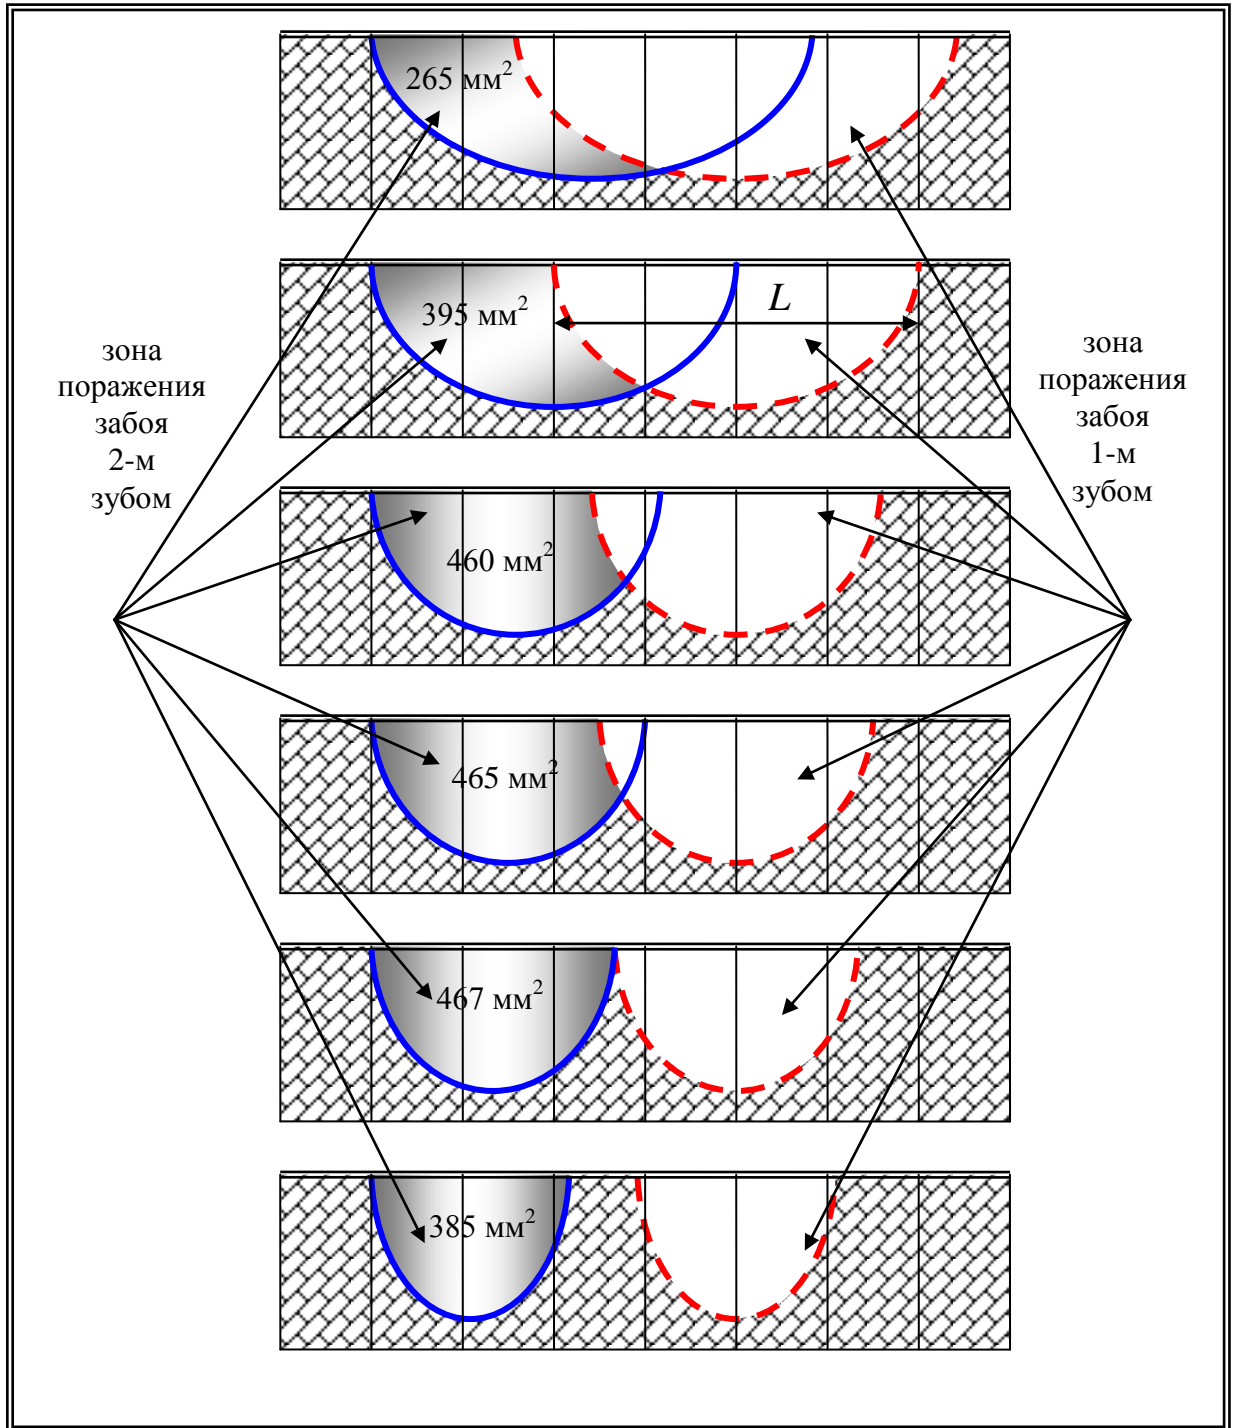 265 мм²
395 мм²
L
зона
поражения
забоя
2-м
зубом
зона
поражения
забоя
1-м
зубом
460 мм²
465 мм²
467 мм²
385 мм²